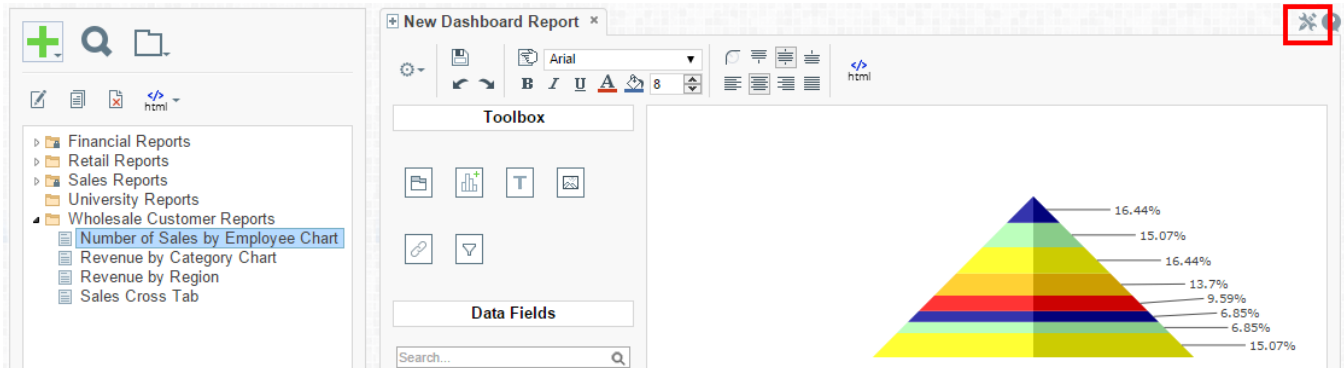 New Dashboard Report
Arial
B I U A 8
</>
html
</>
html
Financial Reports
Retail Reports
Sales Reports
University Reports
Wholesale Customer Reports
Number of Sales by Employee Chart
Revenue by Category Chart
Revenue by Region
Sales Cross Tab
Toolbox
T
Data Fields
Search...
16.44%
15.07%
16.44%
13.7%
9.59%
6.85%
6.85%
15.07%